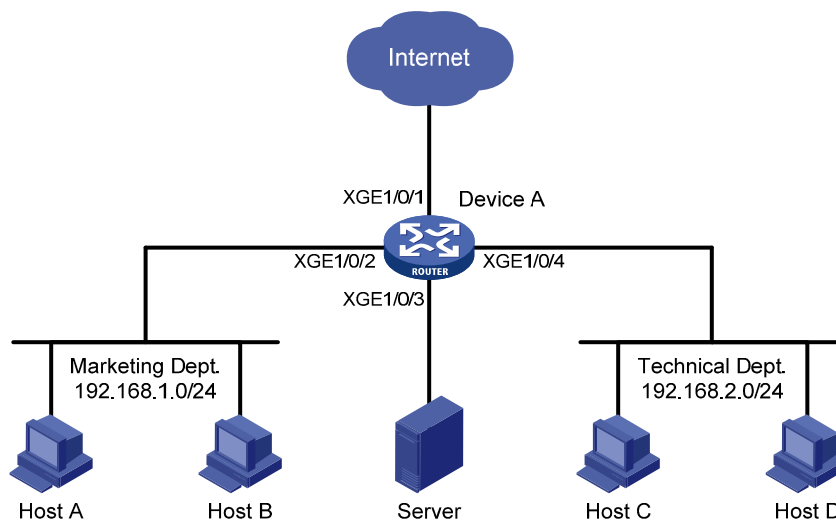 Internet
XGE1/0/1
Device A
XGE1/0/2
ROUTER
XGE1/0/4
XGE1/0/3
Marketing Dept.
192.168.1.0/24
Technical Dept.
192.168.2.0/24
Host A
Host B
Server
Host C
Host D